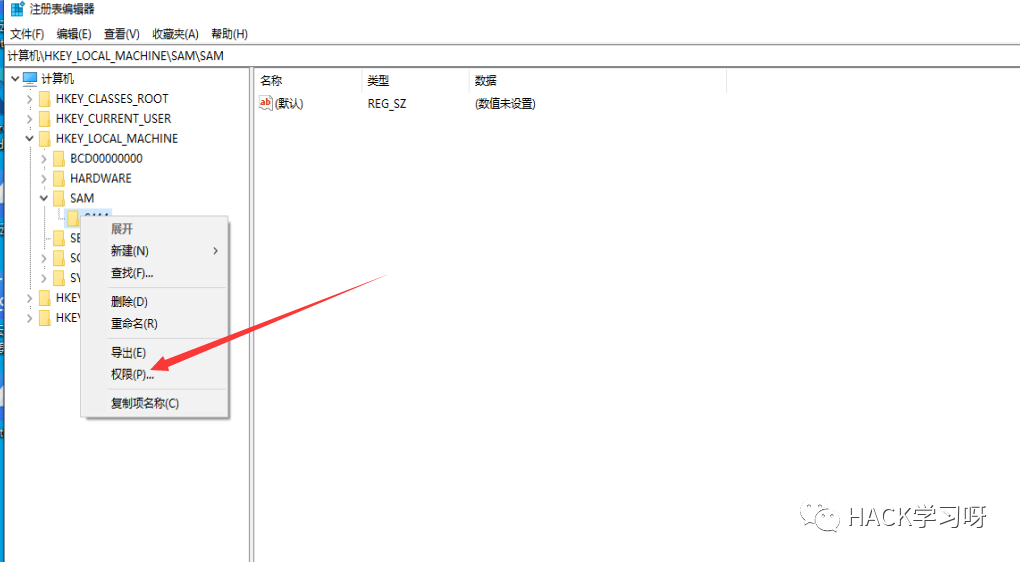 注册表编辑器
文件(F) 编辑(E) 查看(V) 收藏夹(A) 帮助(H)
计算机\HKEY_LOCAL_MACHINE\SAM\SAM
计算机
HKEY_CLASSES_ROOT
HKEY_CURRENT_USER
HKEY_LOCAL_MACHINE
BCD00000000
HARDWARE
SAM
SAM
SE
SO
SY
HKEY
HKEY
名称 类型 数据
ab (默认) REG_SZ (数值未设置)
展开
新建(N)
查找(F)...
删除(D)
重命名(R)
导出(E)
权限(P)...
复制项名称(C)
HACK学习呀